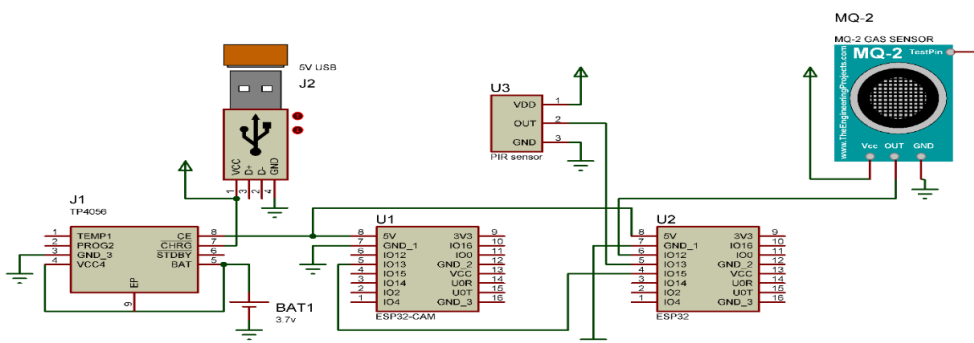 MQ-2
MQ-2 GAS SENSOR
MQ-2
TestPin
www.TheEngineeringProjects.com
Vcc OUT GND
5V USB
J2
VCC
D+
D-
GND
1 3 2 4
U3
VDD 1
OUT 2
GND 3
PIR sensor
J1
TP4056
1 TEMP1 CE 8
2 PROG2 CHRG 7
3 GND_3 STDBY 6
4 VCC4 BAT 5
EP
9
BAT1
3.7v
U1
8 5V 3V3 9
7 GND_1 IO16 10
6 IO12 IO0 11
5 IO13 GND_2 12
4 IO15 VCC 13
3 IO14 U0R 14
2 IO2 U0T 15
1 IO4 GND_3 16
ESP32-CAM
U2
8 5V 3V3 9
7 GND_1 IO16 10
6 IO12 IO0 11
5 IO13 GND_2 12
4 IO15 VCC 13
3 IO14 U0R 14
2 IO2 U0T 15
1 IO4 GND_3 16
ESP32